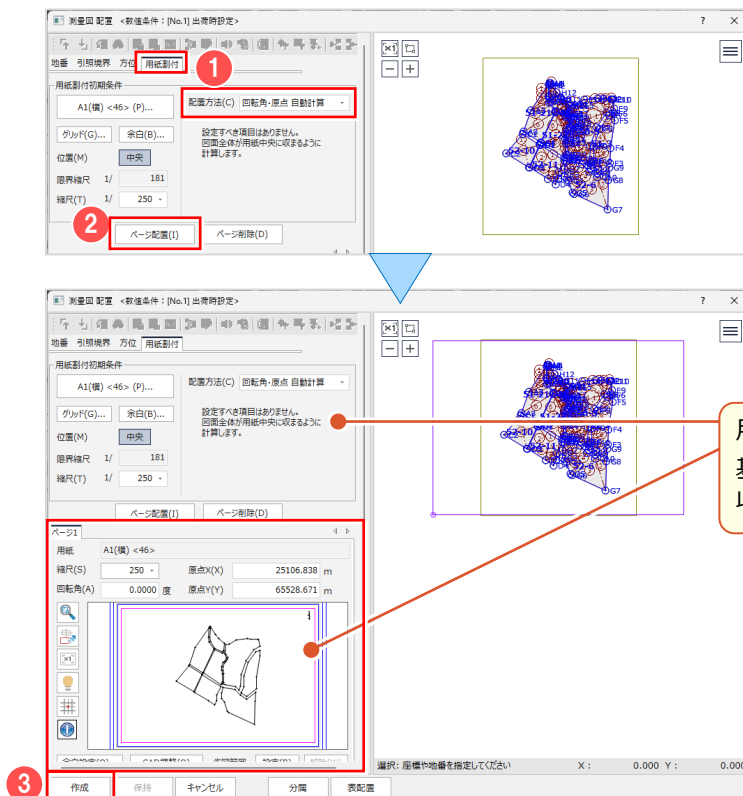 測量図 配置 <数値条件：[No.1] 出荷時設定>
地番 引照境界 方位 用紙割付
1
用紙割付初期条件
A1(横) <46> (P)...
配置方法(C) 回転角・原点 自動計算
グリッド(G)... 余白(B)...
設定すべき項目はありません。
図面全体が用紙中央に収まるように
計算します。
位置(M) 中央
限界縮尺 1/ 181
縮尺(T) 1/ 250
2
ページ配置(I) ページ削除(D)
H12
F5
F4
G9
G8
G7
測量図 配置 <数値条件：[No.1] 出荷時設定>
地番 引照境界 方位 用紙割付
用紙割付初期条件
A1(横) <46> (P)...
配置方法(C) 回転角・原点 自動計算
グリッド(G)... 余白(B)...
設定すべき項目はありません。
図面全体が用紙中央に収まるように
計算します。
位置(M) 中央
限界縮尺 1/ 181
縮尺(T) 1/ 250
ページ配置(I) ページ削除(D)
H12
F5
F4
G9
G8
G7
ページ1
用紙 A1(横) <46>
縮尺(S) 250 原点X(X) 25106.838 m
回転角(A) 0.0000 度 原点Y(Y) 65528.671 m
選択: 座標や地番を指定してください X : 0.000 Y : 0.000
3
作成 保持 キャンセル 分属 表配置